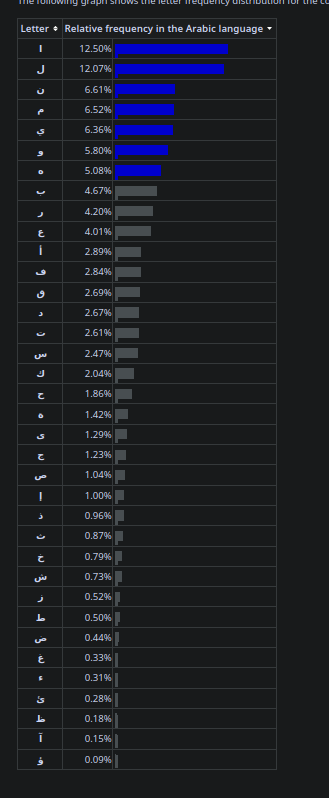 The following graph shows the letter frequency distribution for the
Letter Relative frequency in the Arabic language
ا 12.50%
ل 12.07%
ن 6.61%
م 6.52%
ي 6.36%
و 5.80%
ه 5.08%
ب 4.67%
ر 4.20%
ع 4.01%
أ 2.89%
ف 2.84%
ق 2.69%
د 2.67%
ت 2.61%
س 2.47%
ك 2.04%
ح 1.86%
ة 1.42%
ى 1.29%
ج 1.23%
ص 1.04%
إ 1.00%
ذ 0.96%
ث 0.87%
خ 0.79%
ش 0.73%
ز 0.52%
ط 0.50%
ض 0.44%
غ 0.33%
ء 0.31%
ئ 0.28%
ظ 0.18%
آ 0.15%
ؤ 0.09%